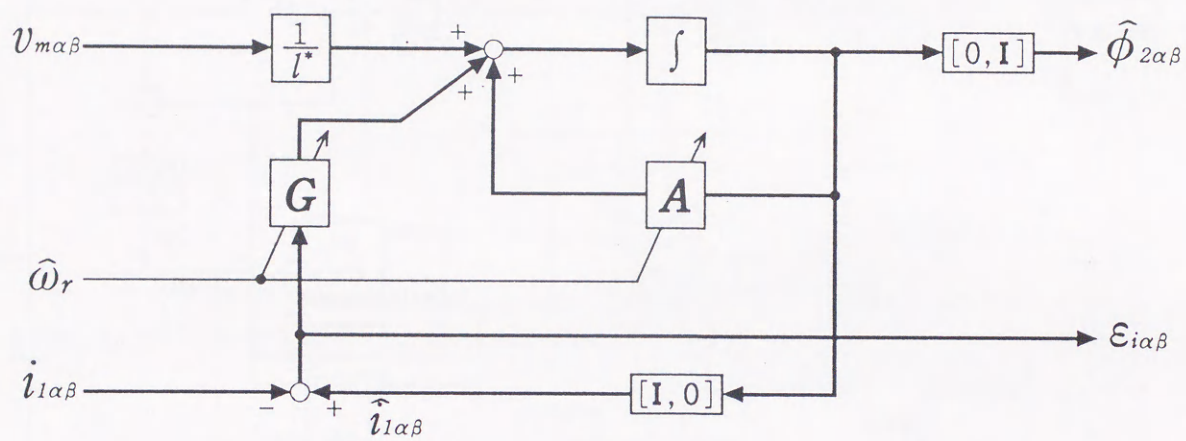 v_{mαβ} 1/l* + ∫ [0, I] φ̂_{2αβ}
+ +
G A
ω̂_r
ε_{iαβ}
i_{1αβ} − + [I, 0]
î_{1αβ}